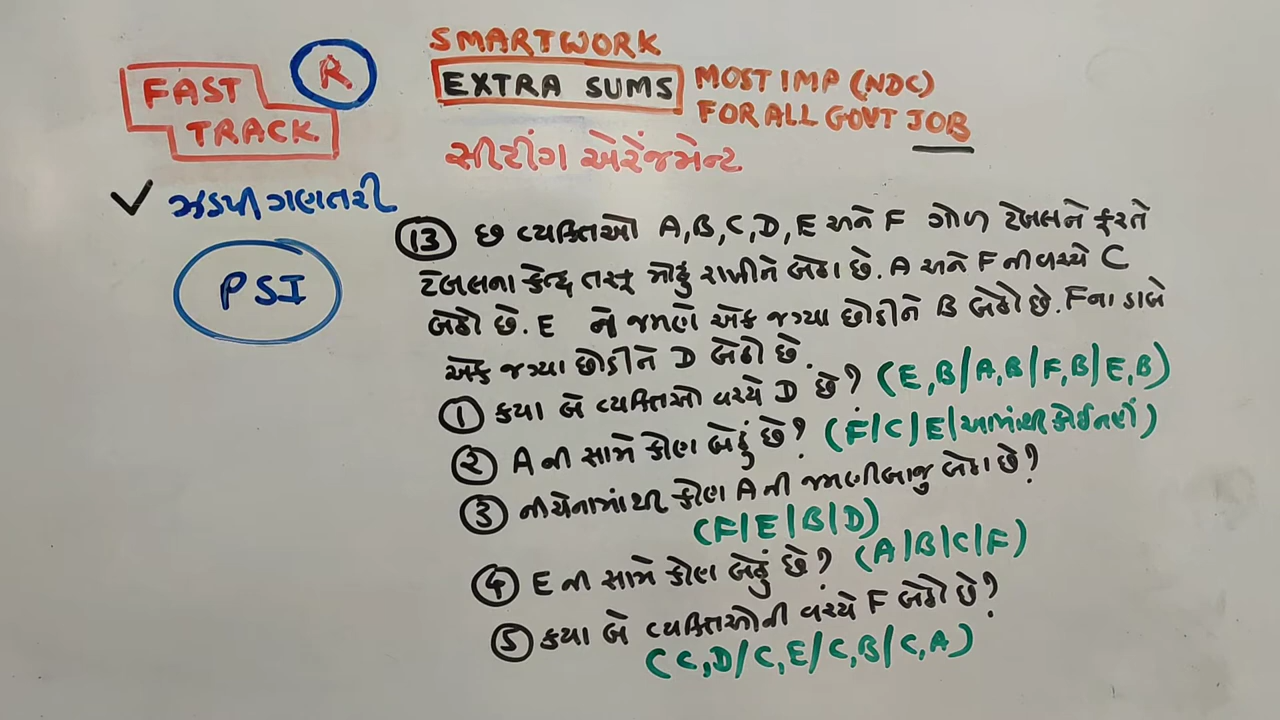 SMARTWORK
FAST
TRACK
R
EXTRA SUMS
MOST IMP (NDC)
FOR ALL GOVT JOB
સીટીંગ એરેંજમેન્ટ
✓ ઝડપી ગણતરી
PSI
(13) છ વ્યક્તિઓ A,B,C,D,E અને F ગોળ ટેબલને ફરતે
ટેબલના કેન્દ્ર તરફ મોઢું રાખીને બેઠા છે. A અને F ની વચ્ચે C
બેઠો છે. E ને જમણે એક જગ્યા છોડીને B બેઠો છે. F ના ડાબે
એક જગ્યા છોડીને D બેઠો છે.
(1) કયા બે વ્યક્તિઓ વચ્ચે D છે? (E,B/A,B/F,B/E,B)
(2) A ની સામે કોણ બેઠું છે? (F/C/E/આમાંથી કોઈ નહીં)
(3) નીચેનામાંથી કોણ A ની જમણીબાજુ બેઠા છે?
(F/E/B/D)
(4) E ની સામે કોણ બેઠું છે? (A/B/C/F)
(5) કયા બે વ્યક્તિઓની વચ્ચે F બેઠો છે?
(C,D/C,E/C,B/C,A)